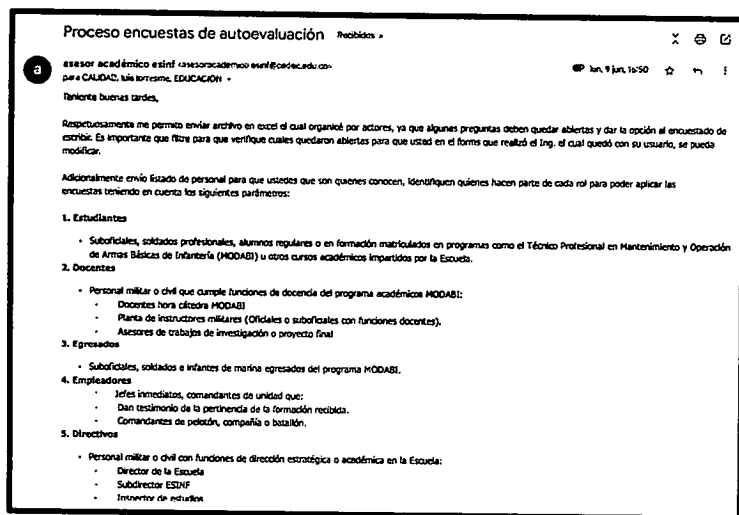 Proceso encuestas de autoevaluación Recibidos
a
asesor académico esinf <asesoracademico.esinf@cedoc.edu.co>
lun, 9 jun, 16:50
para CALIDAD, luis.torresme, EDUCACION
Teniente buenas tardes,
Respetuosamente me permito enviar archivo en excel el cual organicé por actores, ya que algunas preguntas deben quedar abiertas y dar la opción al encuestado de
escribir. Es importante que filtre para que verifique cuales quedaron abiertas para que usted en el forms que realizó el Ing. el cual quedó con su usuario, se pueda
modificar.
Adicionalmente envío listado de personal para que ustedes que son quienes conocen, identifiquen quienes hacen parte de cada rol para poder aplicar las
encuestas teniendo en cuenta los siguientes parámetros:
1. Estudiantes
• Suboficiales, soldados profesionales, alumnos regulares o en formación matriculados en programas como el Técnico Profesional en Mantenimiento y Operación
de Armas Básicas de Infantería (MODABI) u otros cursos académicos impartidos por la Escuela.
2. Docentes
• Personal militar o civil que cumple funciones de docencia del programa académicos MODABI:
• Docentes hora cátedra MODABI
• Planta de instructores militares (Oficiales o suboficiales con funciones docentes).
• Asesores de trabajos de investigación o proyecto final
3. Egresados
• Suboficiales, soldados e infantes de marina egresados del programa MODABI.
4. Empleadores
• Jefes inmediatos, comandantes de unidad que:
• Dan testimonio de la pertinencia de la formación recibida.
• Comandantes de pelotón, compañía o batallón.
5. Directivos
• Personal militar o civil con funciones de dirección estratégica o académica en la Escuela:
• Director de la Escuela
• Subdirector ESINF
• Inspector de estudios